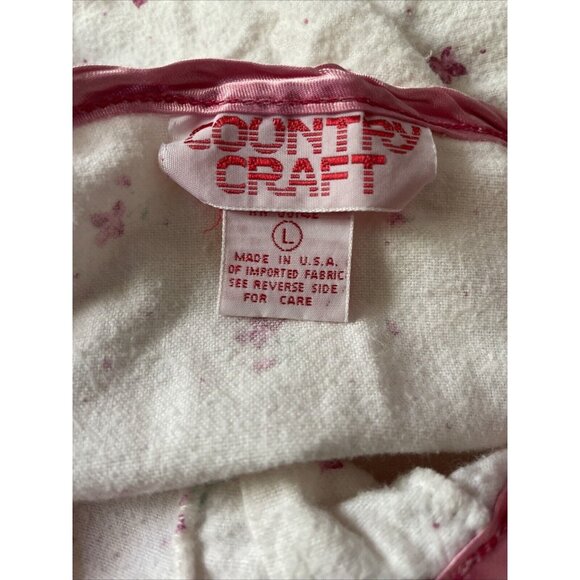 COUNTRY
CRAFT
L
MADE IN U.S.A.
OF IMPORTED FABRIC
SEE REVERSE SIDE
FOR CARE